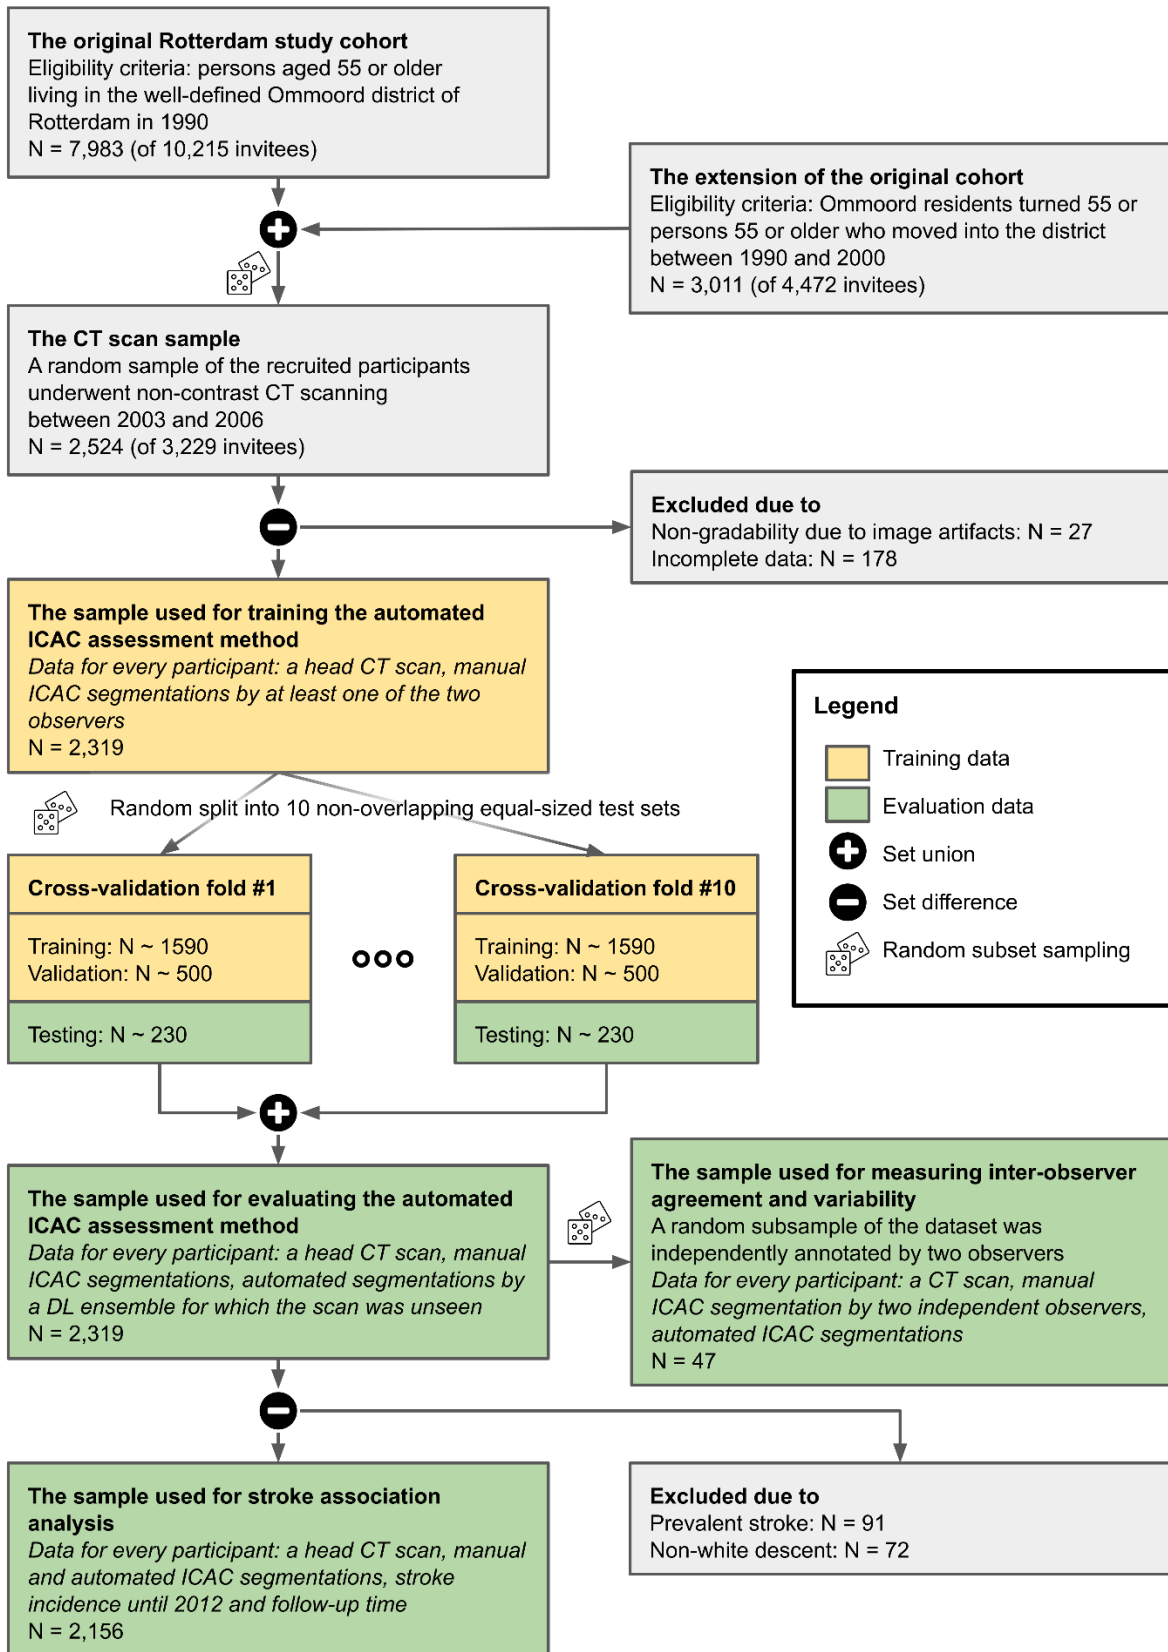 The original Rotterdam study cohort
Eligibility criteria: persons aged 55 or older
living in the well-defined Ommoord district of
Rotterdam in 1990
N = 7,983 (of 10,215 invitees)
The extension of the original cohort
Eligibility criteria: Ommoord residents turned 55 or
persons 55 or older who moved into the district
between 1990 and 2000
N = 3,011 (of 4,472 invitees)
The CT scan sample
A random sample of the recruited participants
underwent non-contrast CT scanning
between 2003 and 2006
N = 2,524 (of 3,229 invitees)
Excluded due to
Non-gradability due to image artifacts: N = 27
Incomplete data: N = 178
The sample used for training the automated
ICAC assessment method
Data for every participant: a head CT scan, manual
ICAC segmentations by at least one of the two
observers
N = 2,319
Legend
Training data
Evaluation data
Set union
Set difference
Random subset sampling
Random split into 10 non-overlapping equal-sized test sets
Cross-validation fold #1
Training: N ~ 1590
Validation: N ~ 500
Testing: N ~ 230
Cross-validation fold #10
Training: N ~ 1590
Validation: N ~ 500
Testing: N ~ 230
The sample used for evaluating the automated
ICAC assessment method
Data for every participant: a head CT scan, manual
ICAC segmentations, automated segmentations by
a DL ensemble for which the scan was unseen
N = 2,319
The sample used for measuring inter-observer
agreement and variability
A random subsample of the dataset was
independently annotated by two observers
Data for every participant: a CT scan, manual
ICAC segmentation by two independent observers,
automated ICAC segmentations
N = 47
The sample used for stroke association
analysis
Data for every participant: a head CT scan, manual
and automated ICAC segmentations, stroke
incidence until 2012 and follow-up time
N = 2,156
Excluded due to
Prevalent stroke: N = 91
Non-white descent: N = 72